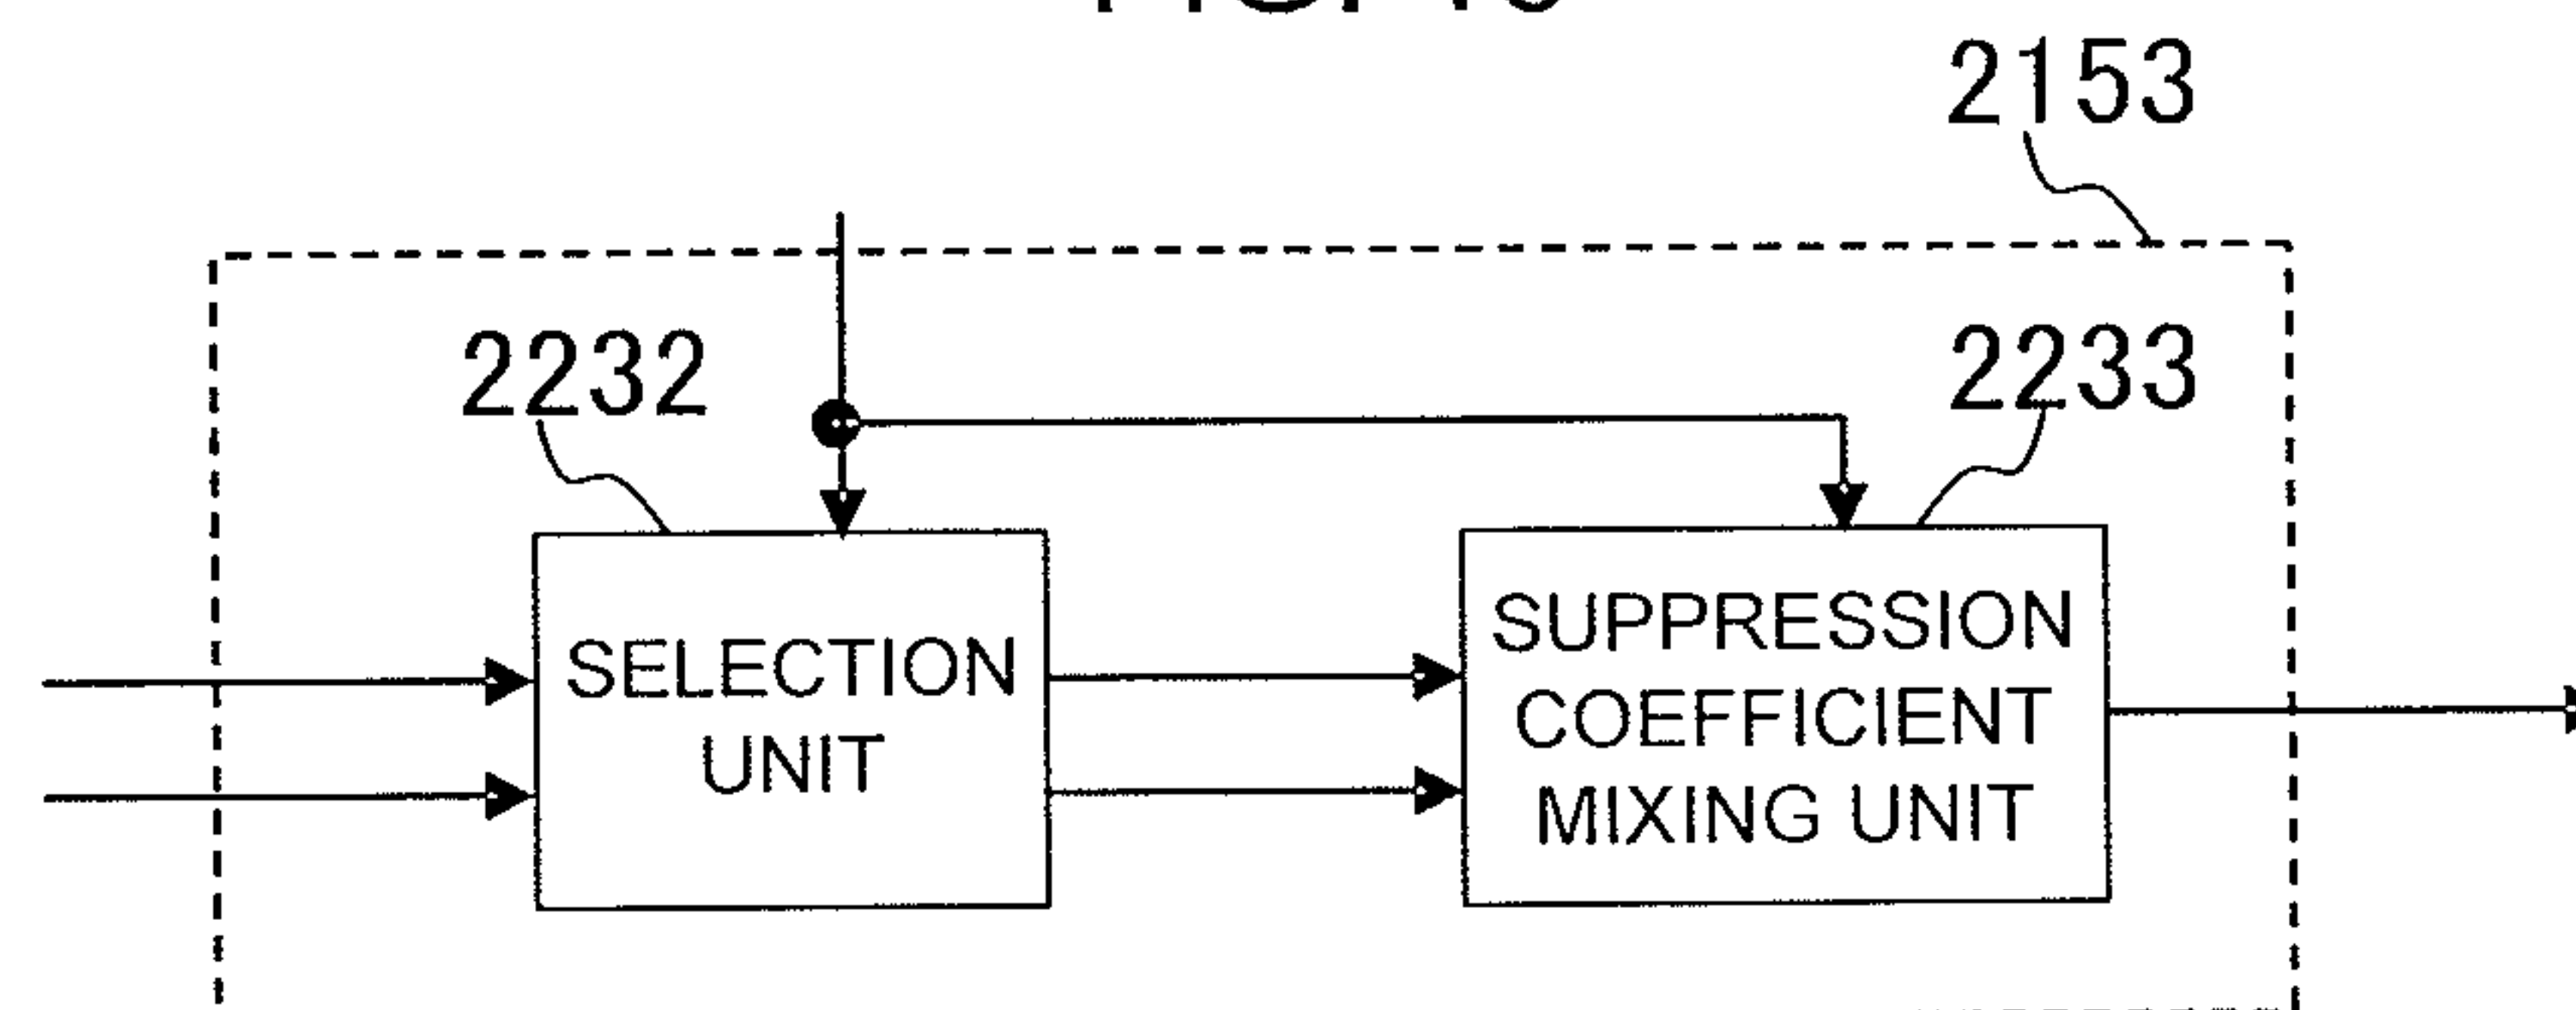 2153
2232
2233
SELECTION
UNIT
SUPPRESSION
COEFFICIENT
MIXING UNIT